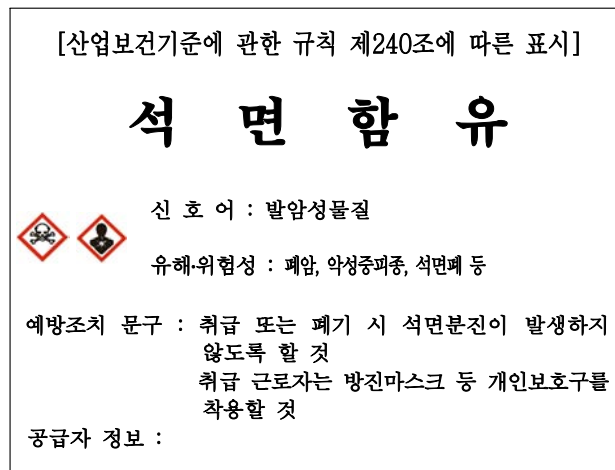 [산업보건기준에 관한 규칙 제240조에 따른 표시]
석 면 함 유
신 호 어 : 발암성물질
유해·위험성 : 폐암, 악성중피종, 석면폐 등
예방조치 문구 : 취급 또는 폐기 시 석면분진이 발생하지
않도록 할 것
취급 근로자는 방진마스크 등 개인보호구를
착용할 것
공급자 정보 :